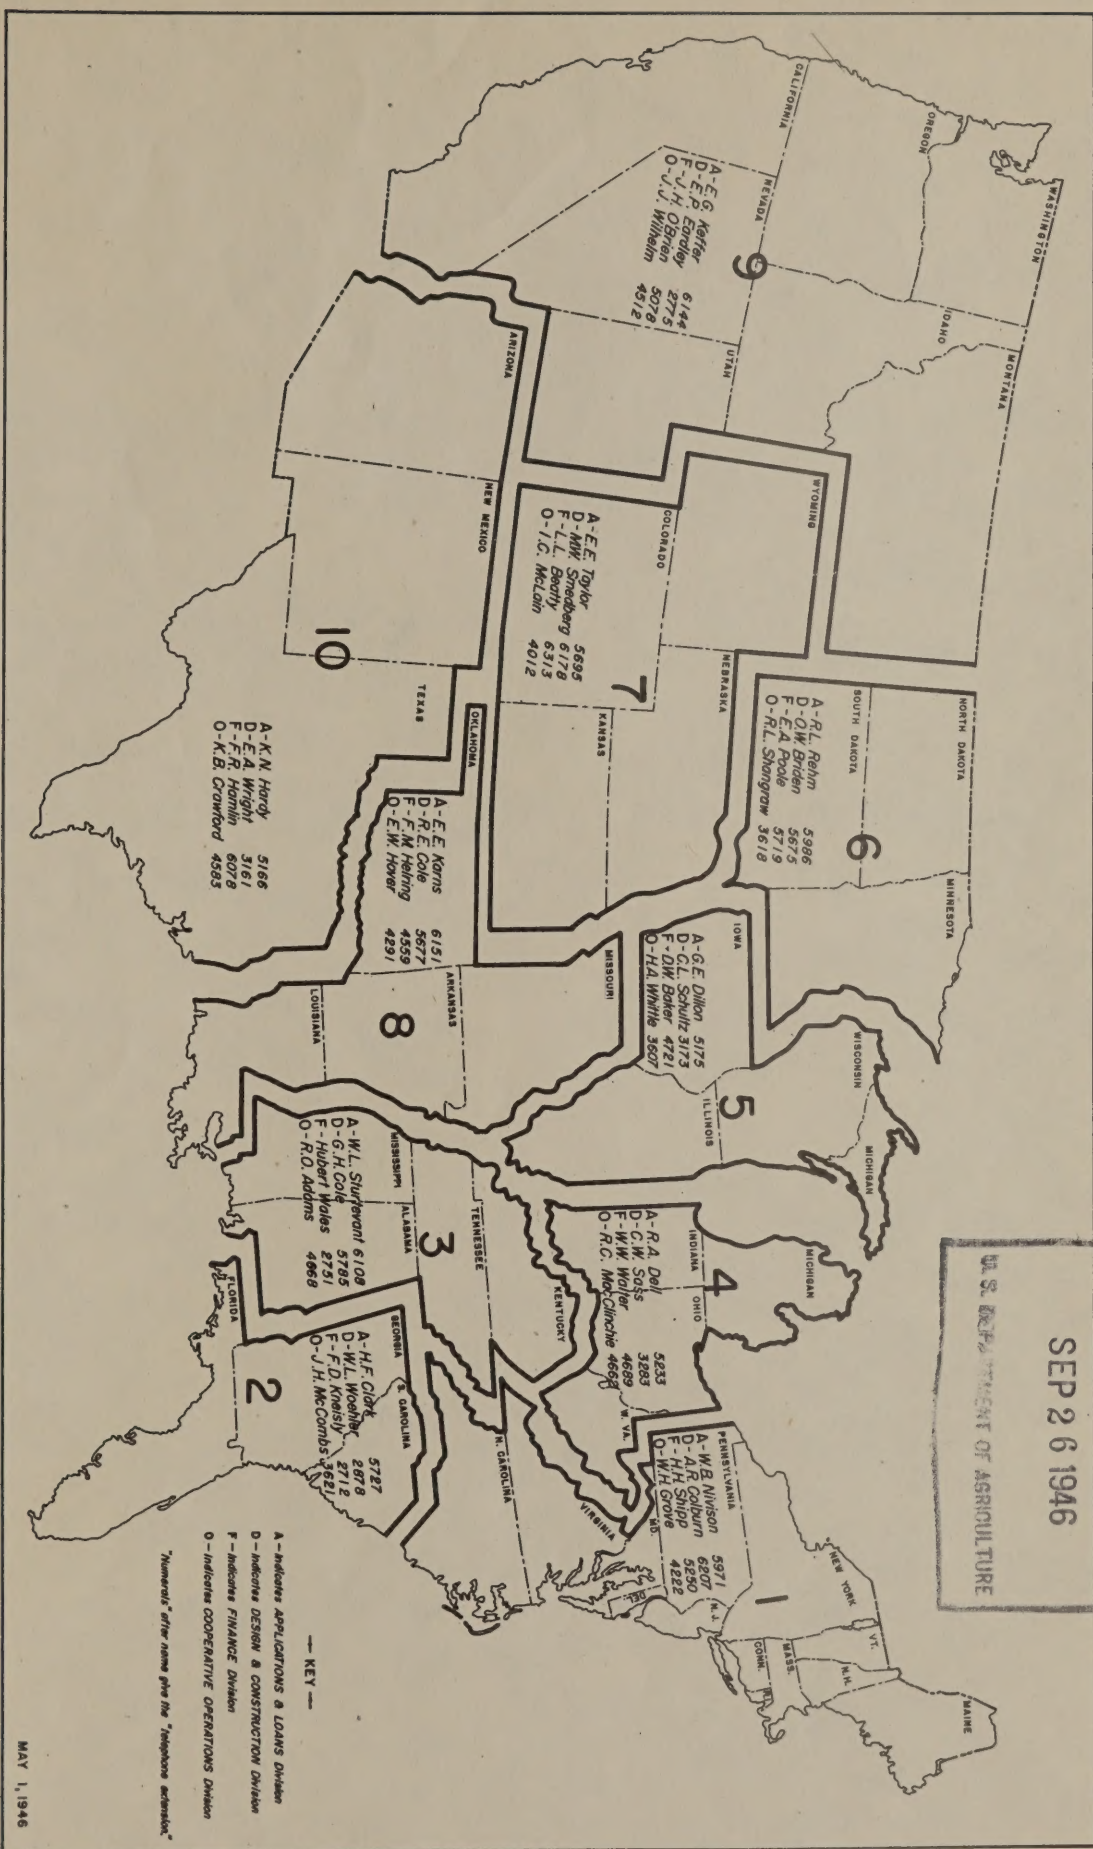 SEP 26 1946
U. S. DEPARTMENT OF AGRICULTURE
WASHINGTON
OREGON
CALIFORNIA
NEVADA
IDAHO
MONTANA
UTAH
ARIZONA
9
A-E.G. Keffer 6144
D-E.P. Eardley 2775
F-J.H. O'Brien 5078
O-J.J. Wilhelm 4512
WYOMING
COLORADO
NEBRASKA
KANSAS
7
A-E.E. Taylor 5695
D-M.W. Smedberg 6178
F-L.L. Beatty 6313
O-I.C. McLain 4012
NORTH DAKOTA
SOUTH DAKOTA
MINNESOTA
6
A-R.L. Rehm 5986
D-O.W. Briden 5675
F-E.A. Poole 5719
O-R.L. Shangraw 3618
NEW MEXICO
TEXAS
10
A-K.N. Hardy 5166
D-E.A. Wright 3161
F-F.R. Hamlin 6078
O-K.B. Crawford 4583
OKLAHOMA
MISSOURI
ARKANSAS
LOUISIANA
8
A-E.E. Karns 6151
D-R.E. Cole 5677
F-F.M. Helring 4559
O-E.W. Hover 4291
IOWA
WISCONSIN
ILLINOIS
MICHIGAN
5
A-G.E. Dillon 5175
D-C.L. Schultz 3173
F-D.W. Baker 4721
O-H.A. Whittle 3607
MICHIGAN
INDIANA
OHIO
KENTUCKY
W. VA.
4
A-R.A. Dell 5233
D-C.W. Sass 3283
F-W.W. Walter 4689
O-R.C. MacClinchie 4662
MISSISSIPPI
ALABAMA
TENNESSEE
3
A-W.L. Sturtevant 6108
D-G.H. Cole 5785
F-Hubert Wales 2751
O-R.O. Adams 4668
FLORIDA
GEORGIA
S. CAROLINA
2
A-H.F. Clark 5727
D-W.L. Woehler 2878
F-F.D. Kneisly 2712
O-J.H. McCombs 3621
N. CAROLINA
VIRGINIA
MD.
PENNSYLVANIA
N.J.
NEW YORK
CONN.
R.I.
MASS.
VT.
N.H.
MAINE
1
A-W.B. Nivison 5971
D-A.R. Colburn 6207
F-H.H. Shipp 5250
O-W.H. Grove 4222
— KEY —
A - Indicates APPLICATIONS & LOANS Division
D - Indicates DESIGN & CONSTRUCTION Division
F - Indicates FINANCE Division
O - Indicates COOPERATIVE OPERATIONS Division
"Numerals" after name give the "telephone extension."
MAY 1, 1946